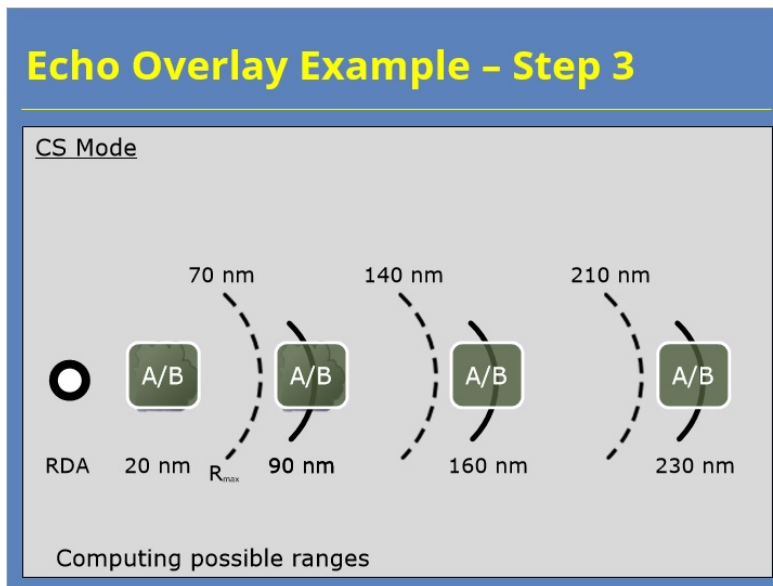 Echo Overlay Example – Step 3
CS Mode
70 nm 140 nm 210 nm
A/B A/B A/B A/B
RDA 20 nm Rmax 90 nm 160 nm 230 nm
Computing possible ranges